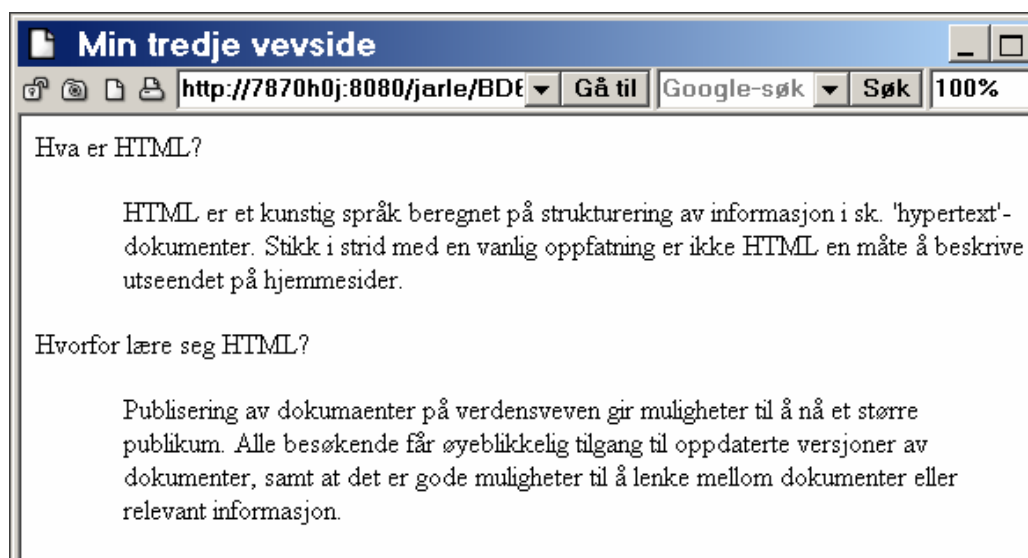 Min tredje vevside
http://7870h0j:8080/jarle/BD6 Gå til Google-søk Søk 100%
Hva er HTML?
HTML er et kunstig språk beregnet på strukturering av informasjon i sk. 'hypertext'-
dokumenter. Stikk i strid med en vanlig oppfatning er ikke HTML en måte å beskrive
utseendet på hjemmesider.
Hvorfor lære seg HTML?
Publisering av dokumaenter på verdensveven gir muligheter til å nå et større
publikum. Alle besøkende får øyeblikkelig tilgang til oppdaterte versjoner av
dokumenter, samt at det er gode muligheter til å lenke mellom dokumenter eller
relevant informasjon.